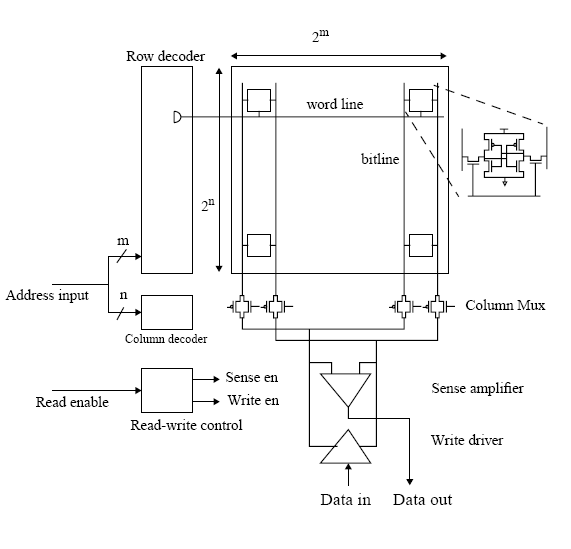 2^m
Row decoder
word line
bitline
2^n
m
Address input
n
Column Mux
Column decoder
Sense en
Sense amplifier
Read enable
Write en
Read-write control
Write driver
Data in
Data out